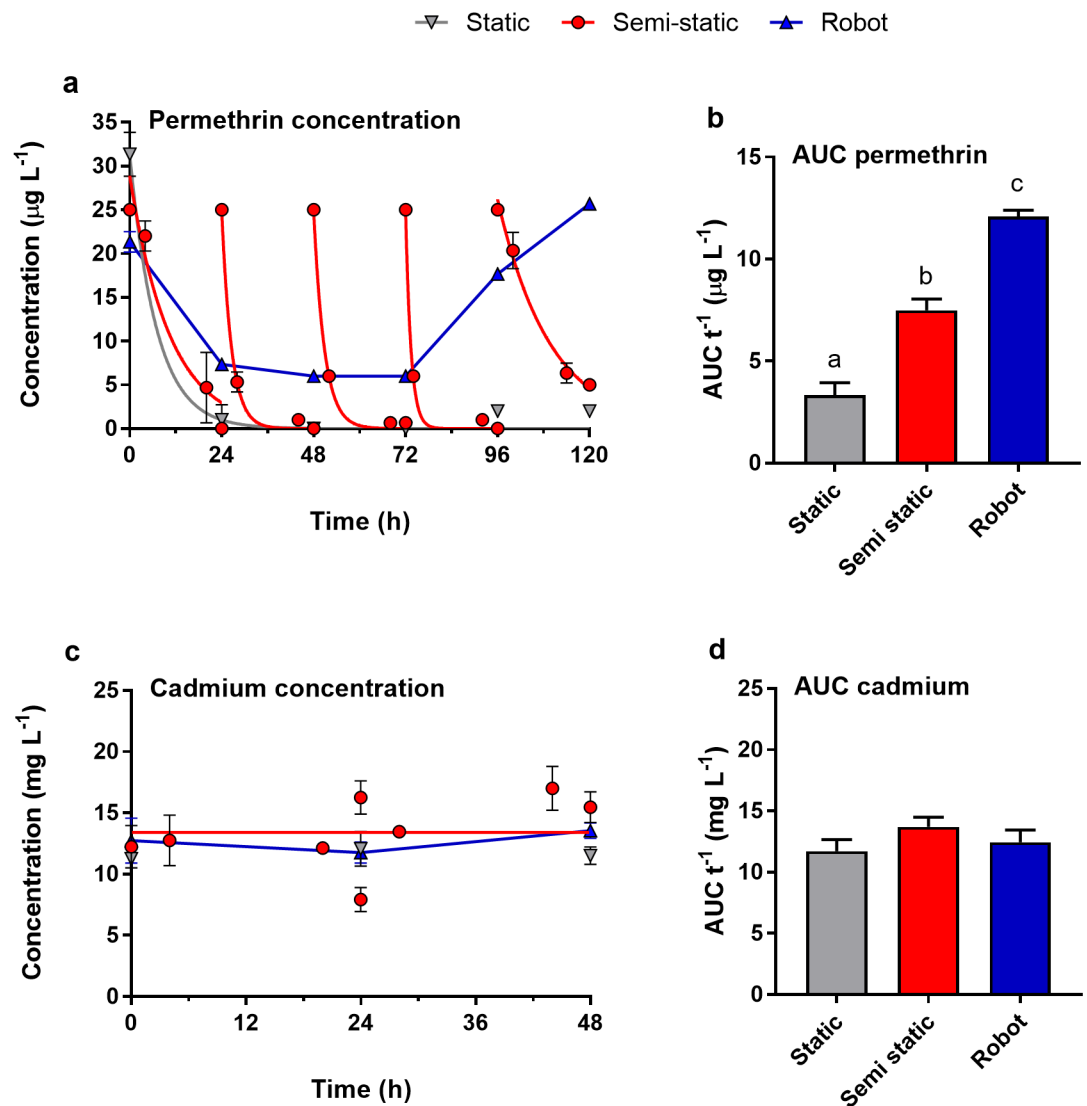 Static Semi-static Robot
a
Permethrin concentration
Concentration (μg L⁻¹)
35
30
25
20
15
10
5
0
0 24 48 72 96 120
Time (h)
b
AUC permethrin
AUC t⁻¹ (μg L⁻¹)
15
10
5
0
a
b
c
Static
Semi static
Robot
c
Cadmium concentration
Concentration (mg L⁻¹)
25
20
15
10
5
0
0 12 24 36 48
Time (h)
d
AUC cadmium
AUC t⁻¹ (mg L⁻¹)
25
20
15
10
5
0
Static
Semi static
Robot